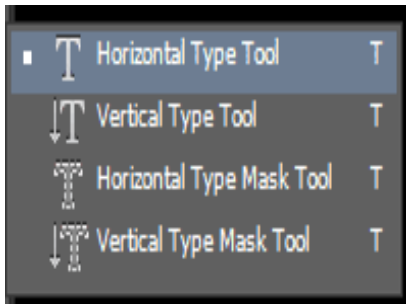 Horizontal Type Tool T
Vertical Type Tool T
Horizontal Type Mask Tool T
Vertical Type Mask Tool T